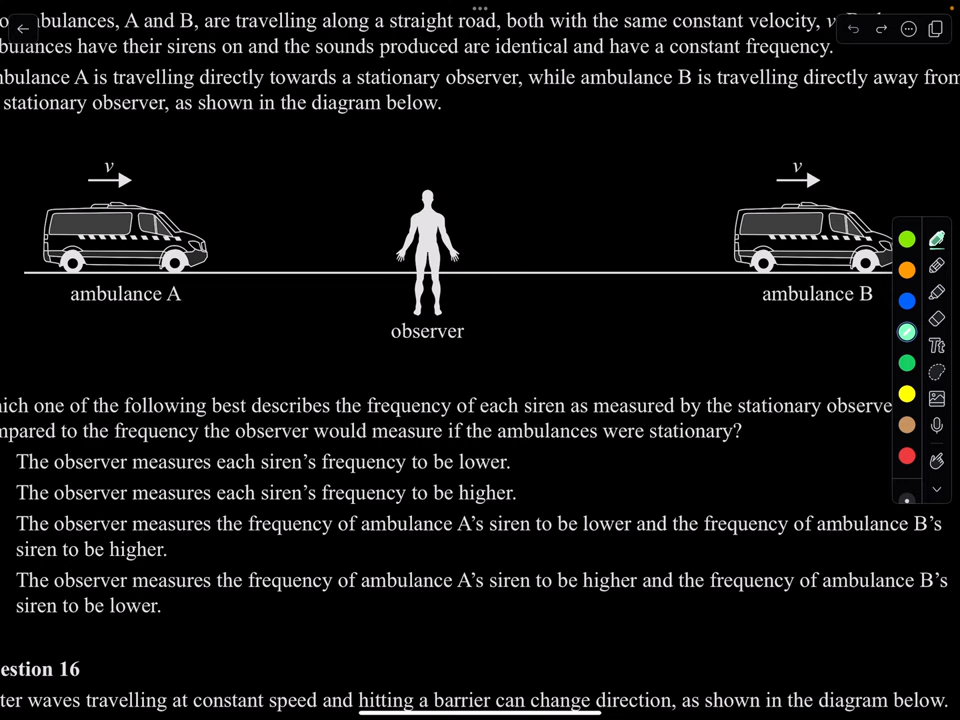 ambulances, A and B, are travelling along a straight road, both with the same constant velocity, v
have their sirens on and the sounds produced are identical and have a constant frequency.
ambulance A is travelling directly towards a stationary observer, while ambulance B is travelling directly away from
stationary observer, as shown in the diagram below.
v
v
ambulance A
ambulance B
observer
of the following best describes the frequency of each siren as measured by the stationary observe
to the frequency the observer would measure if the ambulances were stationary?
The observer measures each siren's frequency to be lower.
The observer measures each siren's frequency to be higher.
The observer measures the frequency of ambulance A's siren to be lower and the frequency of ambulance B's
siren to be higher.
The observer measures the frequency of ambulance A's siren to be higher and the frequency of ambulance B's
siren to be lower.
estion 16
ter waves travelling at constant speed and hitting a barrier can change direction, as shown in the diagram below.
Tt